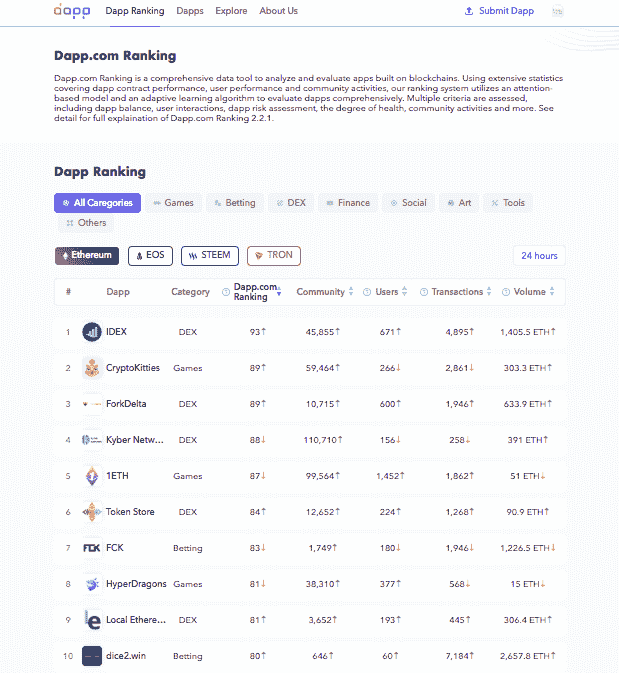 dapp Dapp Ranking Dapps Explore About Us Submit Dapp
Dapp.com Ranking
Dapp.com Ranking is a comprehensive data tool to analyze and evaluate apps built on blockchains. Using extensive statistics
covering dapp contract performance, user performance and community activities, our ranking system utilizes an attention-
based model and an adaptive learning algorithm to evaluate dapps comprehensively. Multiple criteria are assessed,
including dapp balance, user interactions, dapp risk assessment, the degree of health, community activities and more. See
detail for full explaination of Dapp.com Ranking 2.2.1.
Dapp Ranking
All Caregories Games Betting DEX Finance Social Art Tools
Others
Ethereum EOS STEEM TRON 24 hours
# Dapp Category Dapp.com Ranking Community Users Transactions Volume
1 IDEX DEX 93↑ 45,855↑ 671↑ 4,895↑ 1,405.5 ETH↑
2 CryptoKitties Games 89↑ 59,464↑ 266↓ 2,861↓ 303.3 ETH↑
3 ForkDelta DEX 89↑ 10,715↑ 600↑ 1,946↑ 633.9 ETH↑
4 Kyber Netw... DEX 88↓ 110,710↑ 156↓ 258↓ 391 ETH↑
5 1ETH Games 87↓ 99,564↑ 1,452↑ 1,862↑ 51 ETH↓
6 Token Store DEX 84↑ 12,652↑ 224↑ 1,268↑ 90.9 ETH↑
7 FCK FCK Betting 83↓ 1,749↑ 180↓ 1,946↓ 1,226.5 ETH↓
8 HyperDragons Games 81↓ 38,310↑ 377↑ 568↓ 15 ETH↓
9 le Local Ethere... DEX 81↑ 3,652↑ 193↑ 445↑ 306.4 ETH↑
10 dice2.win Betting 80↑ 646↑ 60↑ 7,184↑ 2,657.8 ETH↑